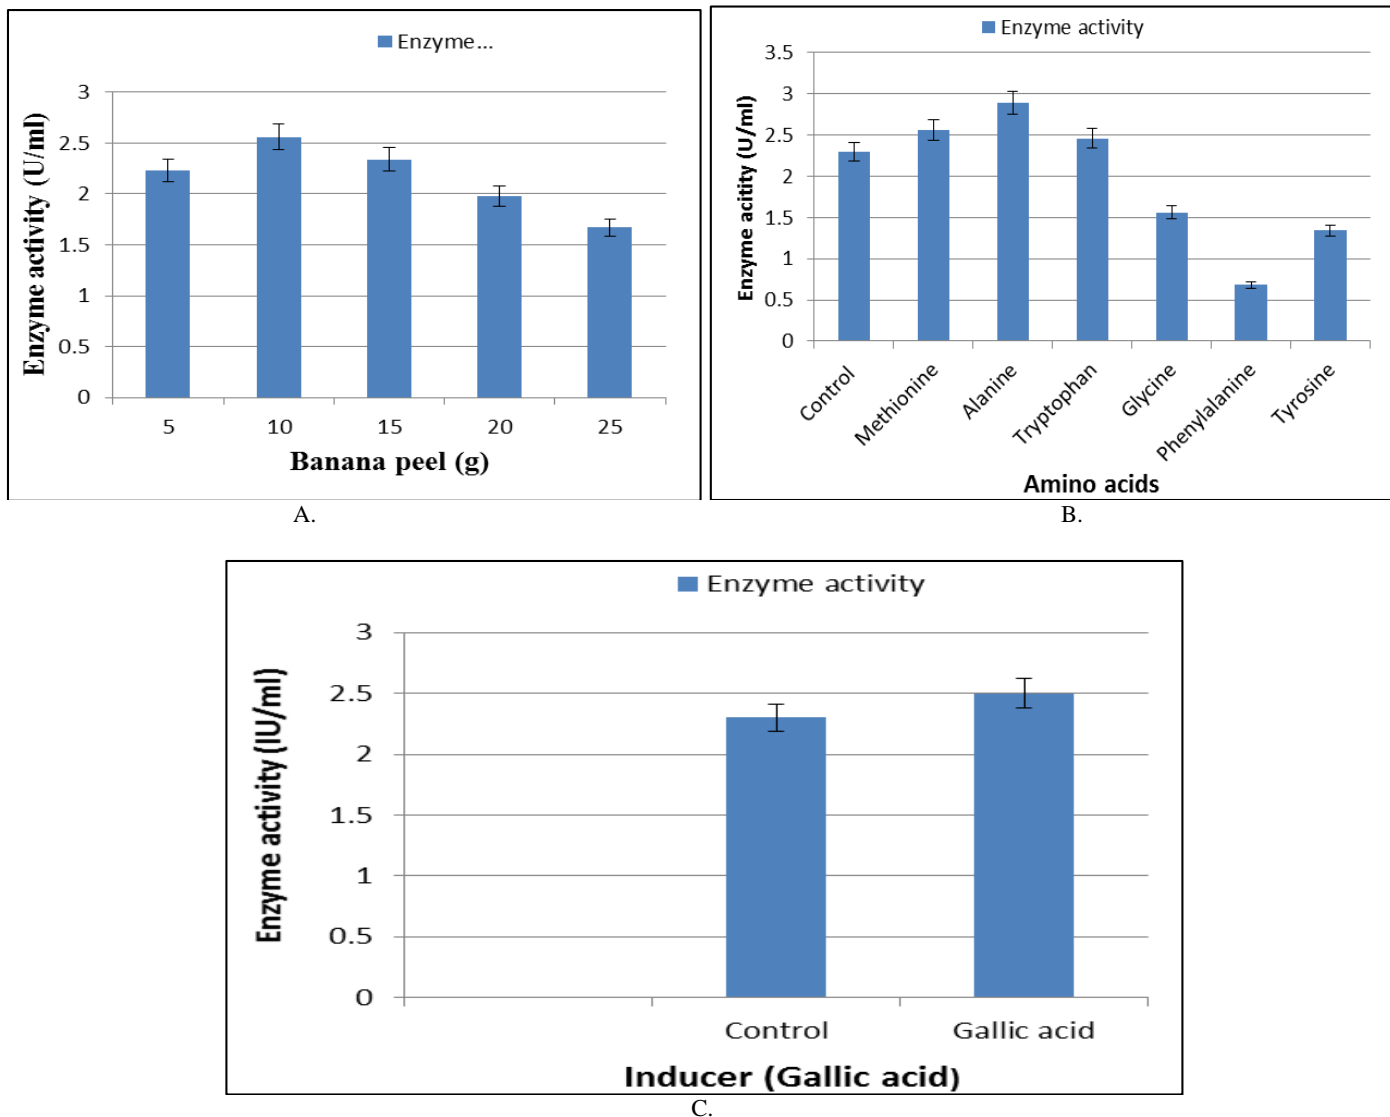 Enzyme...
Enzyme activity (U/ml)
3
2.5
2
1.5
1
0.5
0
5 10 15 20 25
Banana peel (g)
A.
Enzyme activity
Enzyme acitity (U/ml)
3.5
3
2.5
2
1.5
1
0.5
0
Control
Methionine
Alanine
Tryptophan
Glycine
Phenylalanine
Tyrosine
Amino acids
B.
Enzyme activity
Enzyme activity (IU/ml)
3
2.5
2
1.5
1
0.5
0
Control Gallic acid
Inducer (Gallic acid)
C.